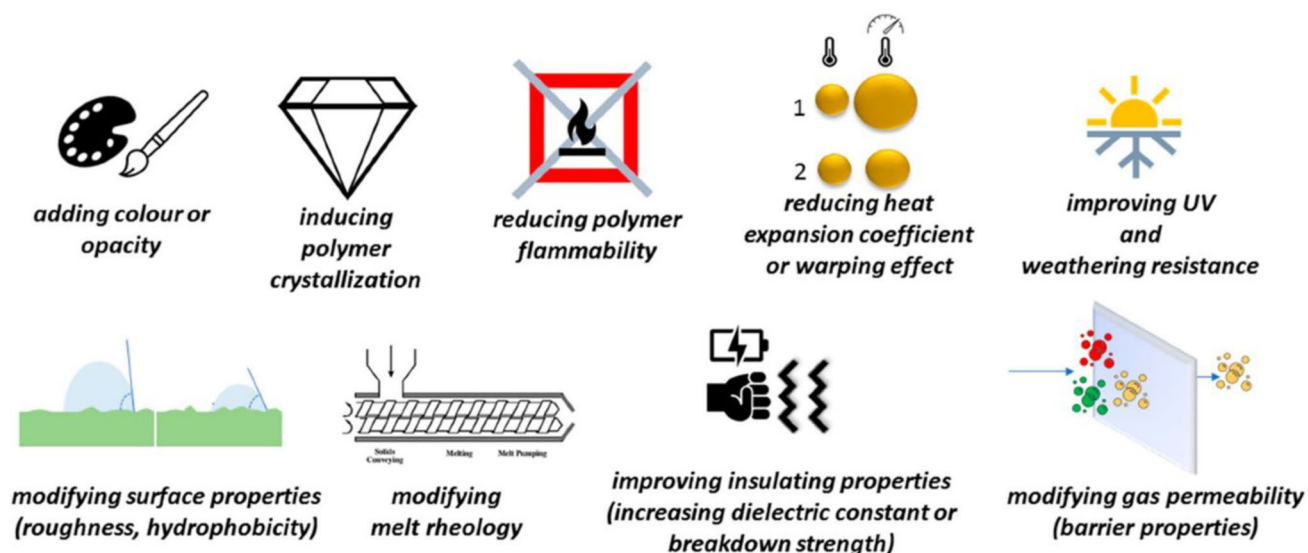 1
2
adding colour or
opacity
inducing
polymer
crystallization
reducing polymer
flammability
reducing heat
expansion coefficient
or warping effect
improving UV
and
weathering resistance
Solids
Conveying
Melting
Melt Pumping
modifying surface properties
(roughness, hydrophobicity)
modifying
melt rheology
improving insulating properties
(increasing dielectric constant or
breakdown strength)
modifying gas permeability
(barrier properties)